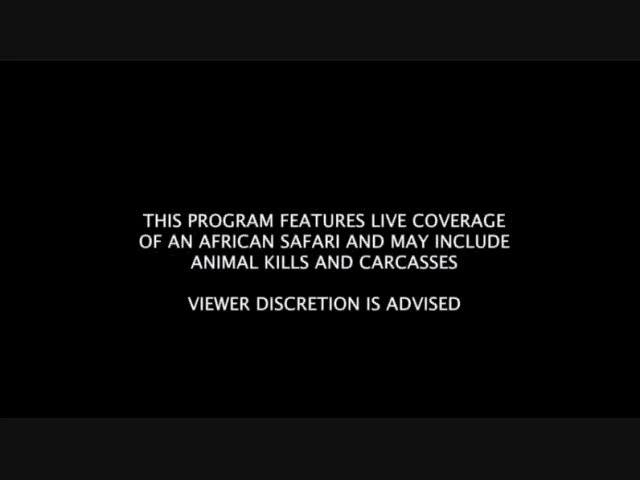 THIS PROGRAM FEATURES LIVE COVERAGE
OF AN AFRICAN SAFARI AND MAY INCLUDE
ANIMAL KILLS AND CARCASSES
VIEWER DISCRETION IS ADVISED